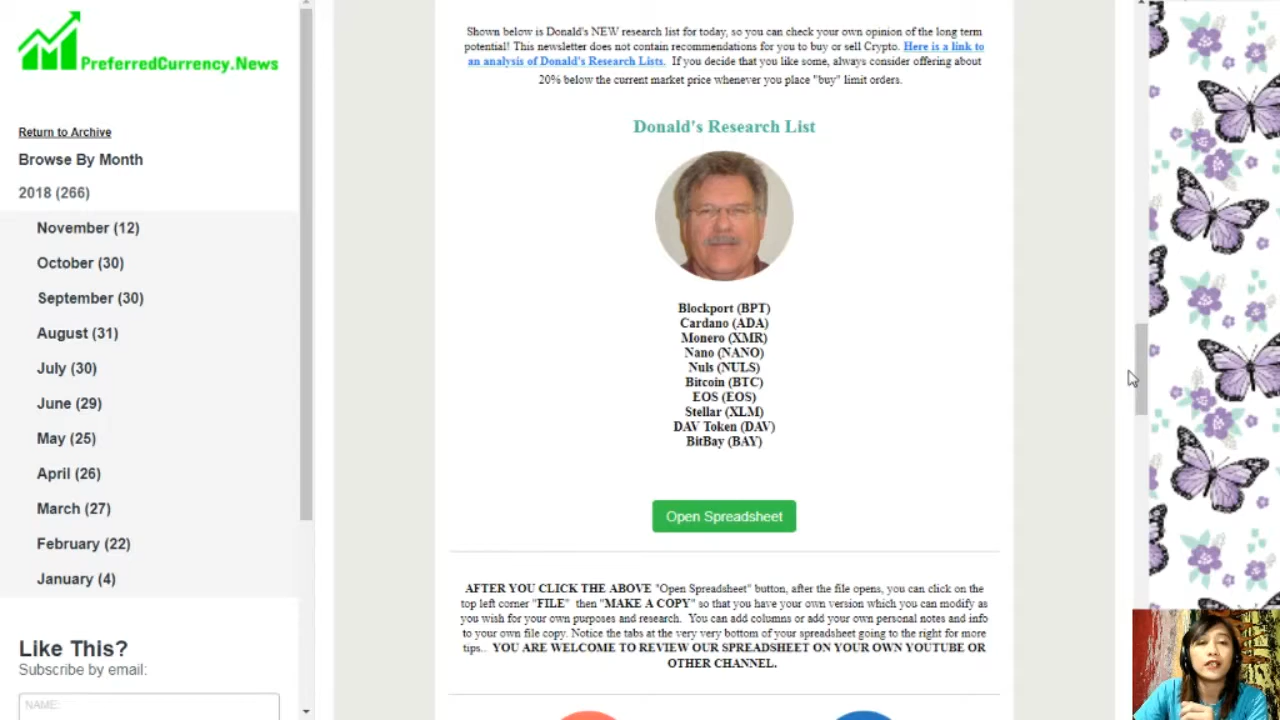 PreferredCurrency.News
Return to Archive
Browse By Month
2018 (266)
November (12)
October (30)
September (30)
August (31)
July (30)
June (29)
May (25)
April (26)
March (27)
February (22)
January (4)
Like This?
Subscribe by email:
NAME:
Shown below is Donald's NEW research list for today, so you can check your own opinion of the long term
potential! This newsletter does not contain recommendations for you to buy or sell Crypto. Here is a link to
an analysis of Donald's Research Lists. If you decide that you like some, always consider offering about
20% below the current market price whenever you place "buy" limit orders.
Donald's Research List
Blockport (BPT)
Cardano (ADA)
Monero (XMR)
Nano (NANO)
Nuls (NULS)
Bitcoin (BTC)
EOS (EOS)
Stellar (XLM)
DAV Token (DAV)
BitBay (BAY)
Open Spreadsheet
AFTER YOU CLICK THE ABOVE "Open Spreadsheet" button, after the file opens, you can click on the
top left corner "FILE" then "MAKE A COPY" so that you have your own version which you can modify as
you wish for your own purposes and research. You can add columns or add your own personal notes and info
to your own file copy. Notice the tabs at the very very bottom of your spreadsheet going to the right for more
tips.. YOU ARE WELCOME TO REVIEW OUR SPREADSHEET ON YOUR OWN YOUTUBE OR
OTHER CHANNEL.